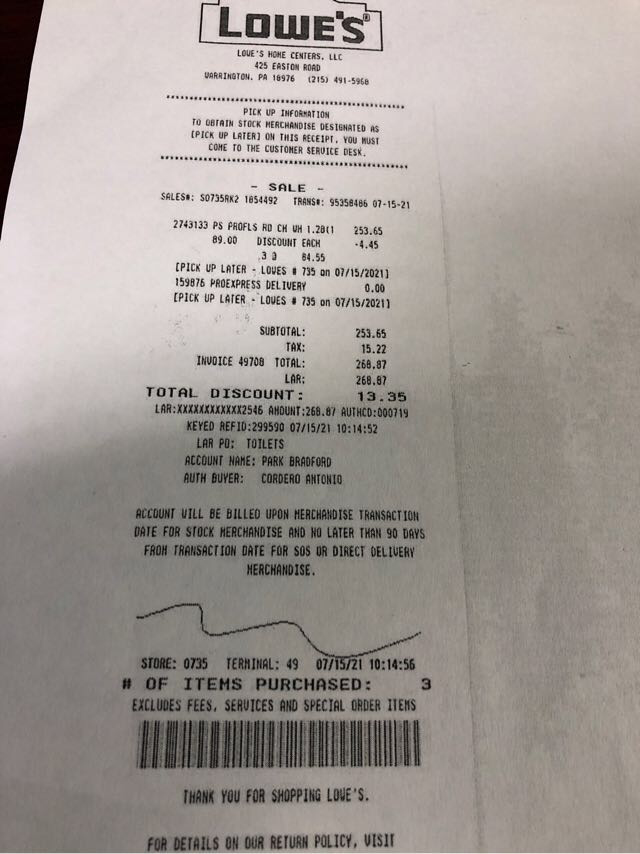 LOWE'S®
LOWE'S HOME CENTERS, LLC
425 EASTON ROAD
WARRINGTON, PA 18976 (215) 491-5968
PICK UP INFORMATION
TO OBTAIN STOCK MERCHANDISE DESIGNATED AS
[PICK UP LATER] ON THIS RECEIPT, YOU MUST
COME TO THE CUSTOMER SERVICE DESK.
- SALE -
SALES#: S0735RK2 1854492 TRANS#: 95358486 07-15-21
2743133 PS PROFLS RD CH WH 1.28(1 253.65
89.00 DISCOUNT EACH -4.45
3 @ 84.55
[PICK UP LATER - LOWES # 735 on 07/15/2021]
159876 PROEXPRESS DELIVERY 0.00
[PICK UP LATER - LOWES # 735 on 07/15/2021]
SUBTOTAL: 253.65
TAX: 15.22
INVOICE 49708 TOTAL: 268.87
LAR: 268.87
TOTAL DISCOUNT: 13.35
LAR:XXXXXXXXXXXX2546 AMOUNT:268.87 AUTHCD:000719
KEYED REFID:299590 07/15/21 10:14:52
LAR PO: TOILETS
ACCOUNT NAME: PARK BRADFORD
AUTH BUYER: CORDERO ANTONIO
ACCOUNT WILL BE BILLED UPON MERCHANDISE TRANSACTION
DATE FOR STOCK MERCHANDISE AND NO LATER THAN 90 DAYS
FROM TRANSACTION DATE FOR SOS OR DIRECT DELIVERY
MERCHANDISE.
STORE: 0735 TERMINAL: 49 07/15/21 10:14:56
# OF ITEMS PURCHASED: 3
EXCLUDES FEES, SERVICES AND SPECIAL ORDER ITEMS
THANK YOU FOR SHOPPING LOWE'S.
FOR DETAILS ON OUR RETURN POLICY, VISIT